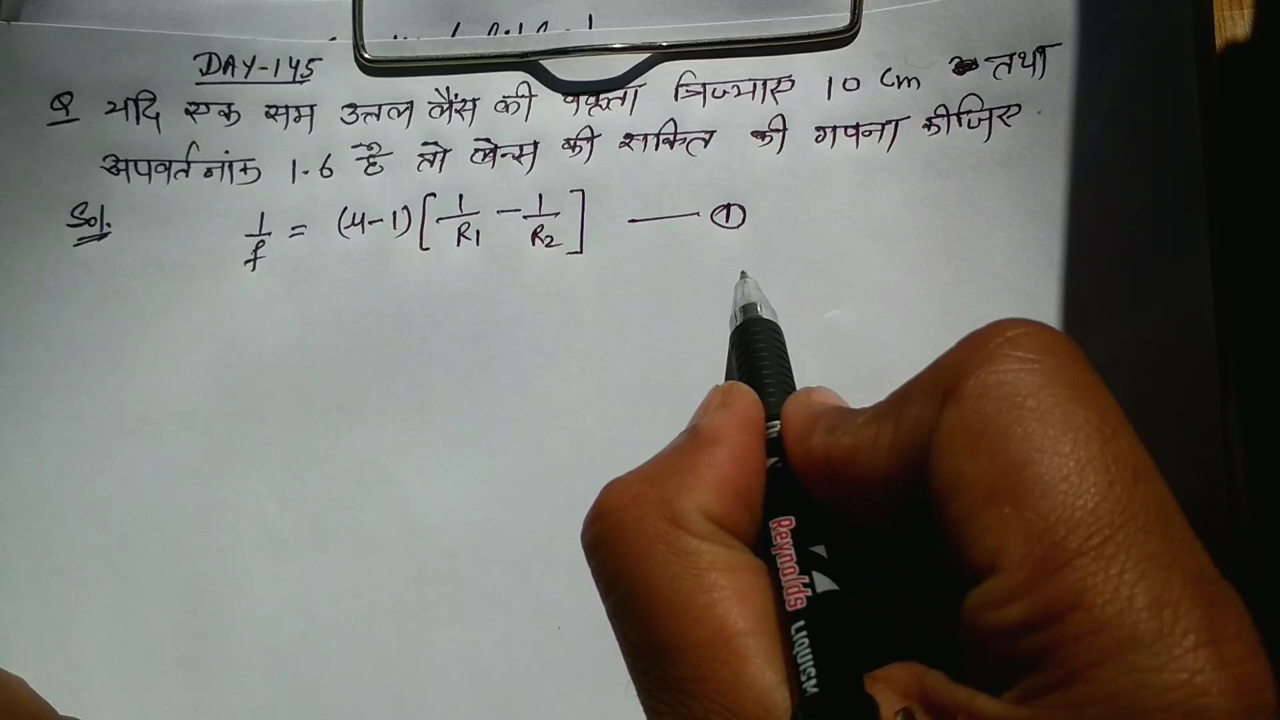 DAY-145
Q यदि एक सम उत्तल लैंस की वक्रता त्रिज्याए 10 cm तथा
अपवर्तनांक 1.6 है तो लेन्स की शक्ति की गणना कीजिए
Sol. 1/f = (μ-1)[1/R1 - 1/R2] — ①
Reynolds LIQUISM